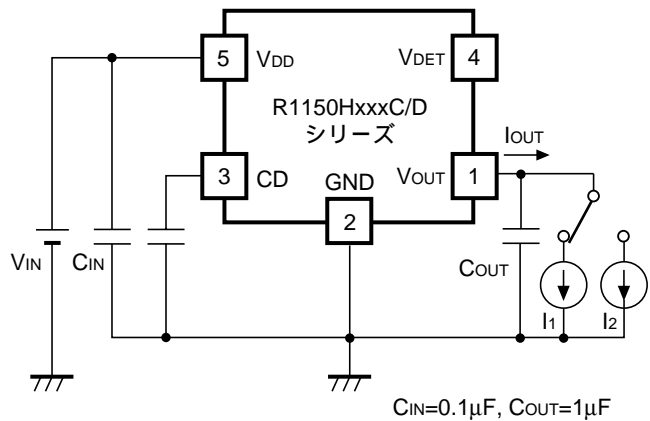 5
VDD
VDET
4
R1150HxxxC/D
シリーズ
IOUT
3
CD
GND
VOUT
1
2
VIN
CIN
COUT
I1
I2
CIN=0.1μF, COUT=1μF